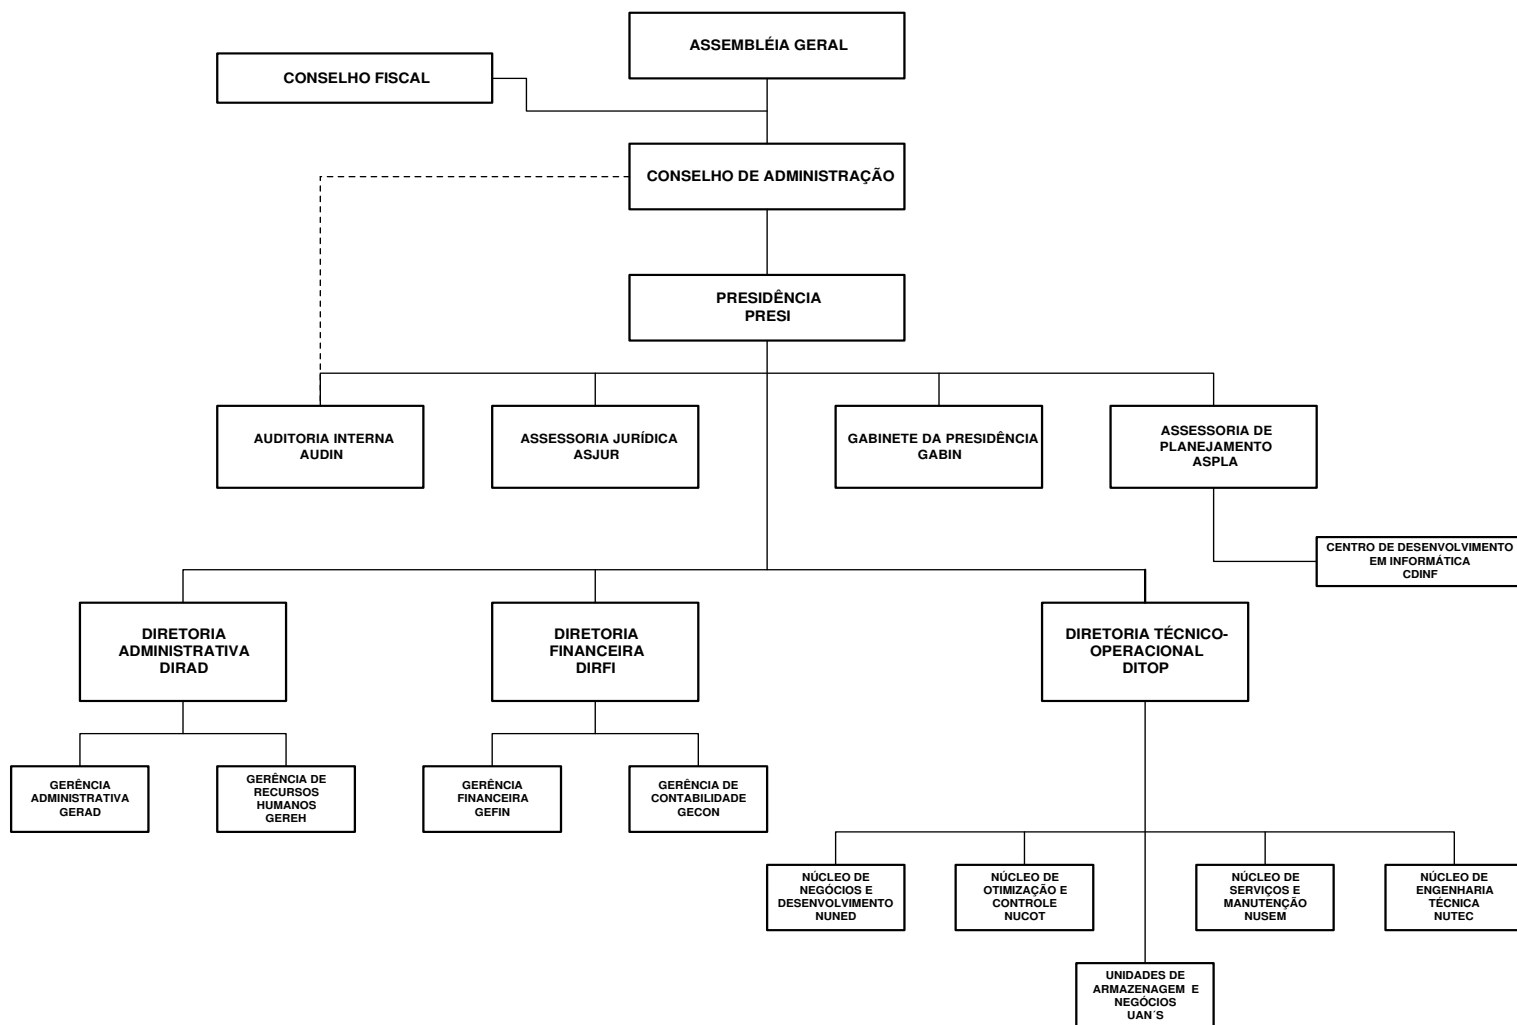 ASSEMBLÉIA GERAL
CONSELHO FISCAL
CONSELHO DE ADMINISTRAÇÃO
PRESIDÊNCIA
PRESI
AUDITORIA INTERNA
AUDIN
ASSESSORIA JURÍDICA
ASJUR
GABINETE DA PRESIDÊNCIA
GABIN
ASSESSORIA DE
PLANEJAMENTO
ASPLA
CENTRO DE DESENVOLVIMENTO
EM INFORMÁTICA
CDINF
DIRETORIA
ADMINISTRATIVA
DIRAD
DIRETORIA
FINANCEIRA
DIRFI
DIRETORIA TÉCNICO-
OPERACIONAL
DITOP
GERÊNCIA
ADMINISTRATIVA
GERAD
GERÊNCIA DE
RECURSOS
HUMANOS
GEREH
GERÊNCIA
FINANCEIRA
GEFIN
GERÊNCIA DE
CONTABILIDADE
GECON
NÚCLEO DE
NEGÓCIOS E
DESENVOLVIMENTO
NUNED
NÚCLEO DE
OTIMIZAÇÃO E
CONTROLE
NUCOT
NÚCLEO DE
SERVIÇOS E
MANUTENÇÃO
NUSEM
NÚCLEO DE
ENGENHARIA
TÉCNICA
NUTEC
UNIDADES DE
ARMAZENAGEM E
NEGÓCIOS
UAN´S